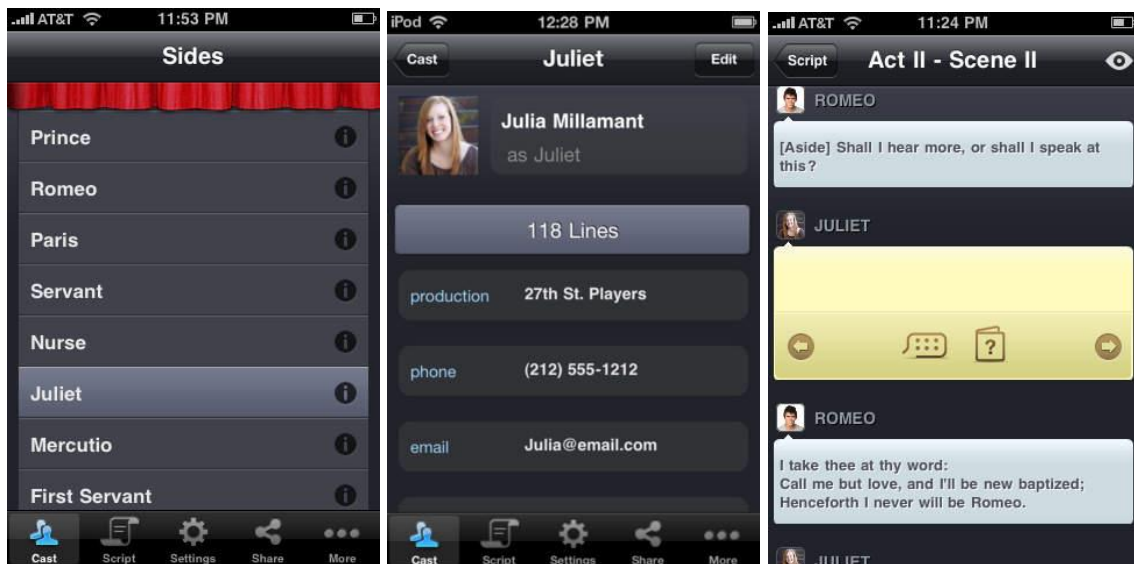 AT&T 11:53 PM
Sides
Prince
Romeo
Paris
Servant
Nurse
Juliet
Mercutio
First Servant
Cast Script Settings Share More
iPod 12:28 PM
Cast Juliet Edit
Julia Millamant
as Juliet
118 Lines
production 27th St. Players
phone (212) 555-1212
email Julia@email.com
Cast Script Settings Share More
AT&T 11:24 PM
Script Act II - Scene II
ROMEO
[Aside] Shall I hear more, or shall I speak at
this?
JULIET
?
ROMEO
I take thee at thy word:
Call me but love, and I'll be new baptized;
Henceforth I never will be Romeo.
JULIET